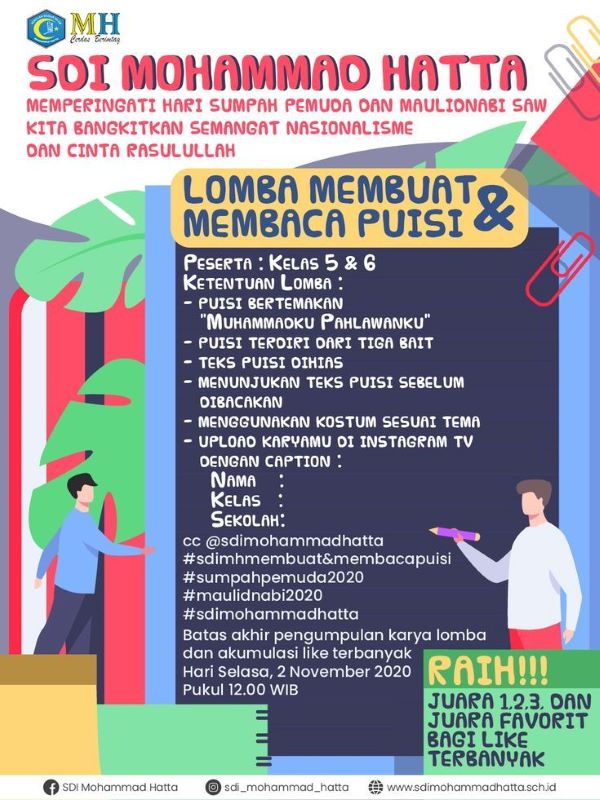 MH
Cerdas Berintaq
SDI MOHAMMAD HATTA
MEMPERINGATI HARI SUMPAH PEMUDA DAN MAULIDNABI SAW
KITA BANGKITKAN SEMANGAT NASIONALISME
DAN CINTA RASULULLAH
LOMBA MEMBUAT &
MEMBACA PUISI
PESERTA : KELAS 5 & 6
KETENTUAN LOMBA :
- PUISI BERTEMAKAN
"MUHAMMADKU PAHLAWANKU"
- PUISI TERDIRI DARI TIGA BAIT
- TEKS PUISI DIHIAS
- MENUNJUKAN TEKS PUISI SEBELUM
DIBACAKAN
- MENGGUNAKAN KOSTUM SESUAI TEMA
- UPLOAD KARYAMU DI INSTAGRAM TV
DENGAN CAPTION :
NAMA :
KELAS :
SEKOLAH:
cc @sdimohammadhatta
#sdimhmembuat&membacapuisi
#sumpahpemuda2020
#maulidnabi2020
#sdimohammadhatta
Batas akhir pengumpulan karya lomba
dan akumulasi like terbanyak
Hari Selasa, 2 November 2020
Pukul 12.00 WIB
RAIH!!!
JUARA 1,2,3, DAN
JUARA FAVORIT
BAGI LIKE
TERBANYAK
SDI Mohammad Hatta sdi_mohammad_hatta www.sdimohammadhatta.sch.id